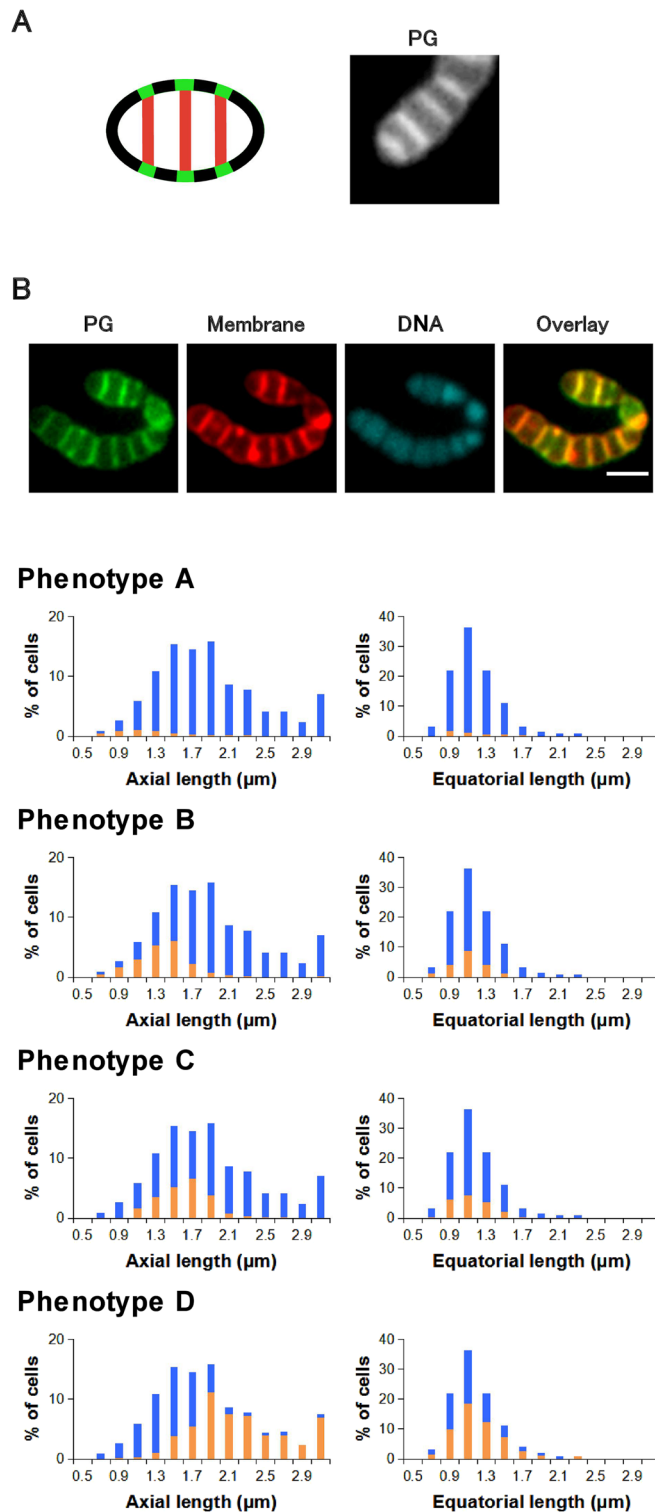 A
PG
B
PG Membrane DNA Overlay
Phenotype A
20 40
30
10 20
10
0 0
% of cells % of cells
0.5 0.9 1.3 1.7 2.1 2.5 2.9 0.5 0.9 1.3 1.7 2.1 2.5 2.9
Axial length (µm) Equatorial length (µm)
Phenotype B
20 40
30
10 20
10
0 0
% of cells % of cells
0.5 0.9 1.3 1.7 2.1 2.5 2.9 0.5 0.9 1.3 1.7 2.1 2.5 2.9
Axial length (µm) Equatorial length (µm)
Phenotype C
20 40
30
10 20
10
0 0
% of cells % of cells
0.5 0.9 1.3 1.7 2.1 2.5 2.9 0.5 0.9 1.3 1.7 2.1 2.5 2.9
Axial length (µm) Equatorial length (µm)
Phenotype D
20 40
30
10 20
10
0 0
% of cells % of cells
0.5 0.9 1.3 1.7 2.1 2.5 2.9 0.5 0.9 1.3 1.7 2.1 2.5 2.9
Axial length (µm) Equatorial length (µm)